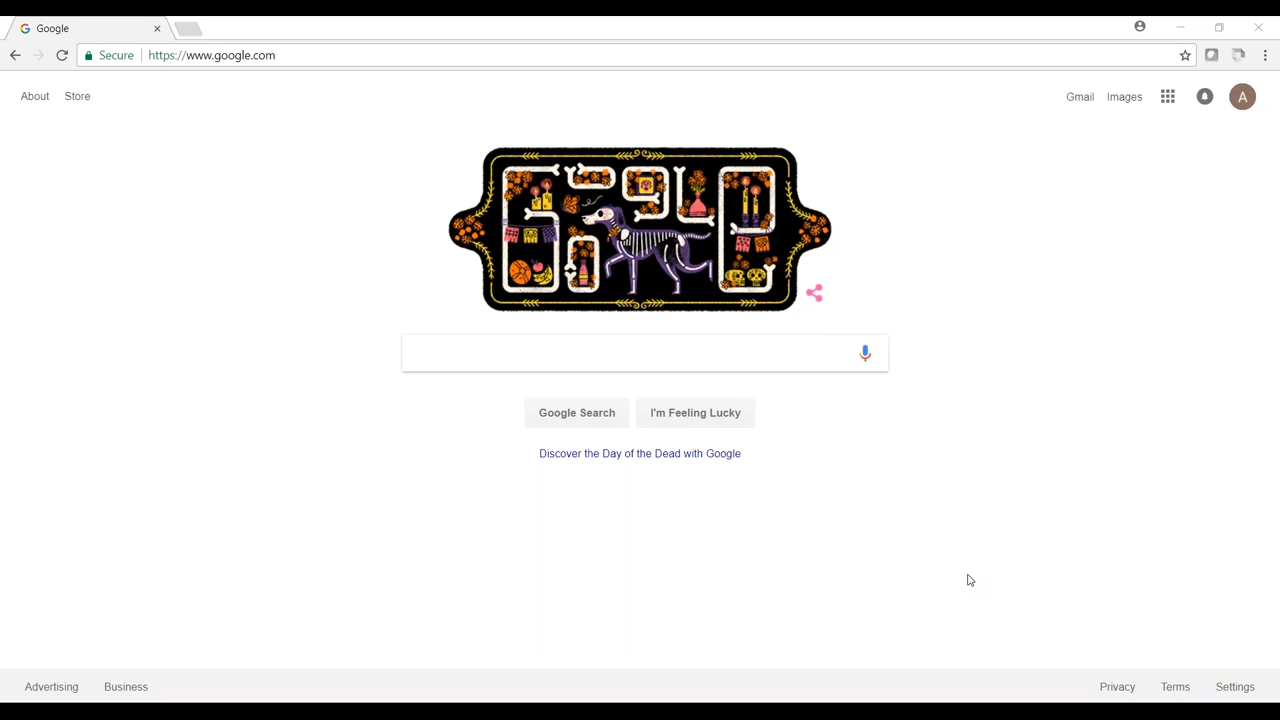 Google
Secure https://www.google.com
About Store
Gmail Images A
Google
Google Search I'm Feeling Lucky
Discover the Day of the Dead with Google
Advertising Business
Privacy Terms Settings